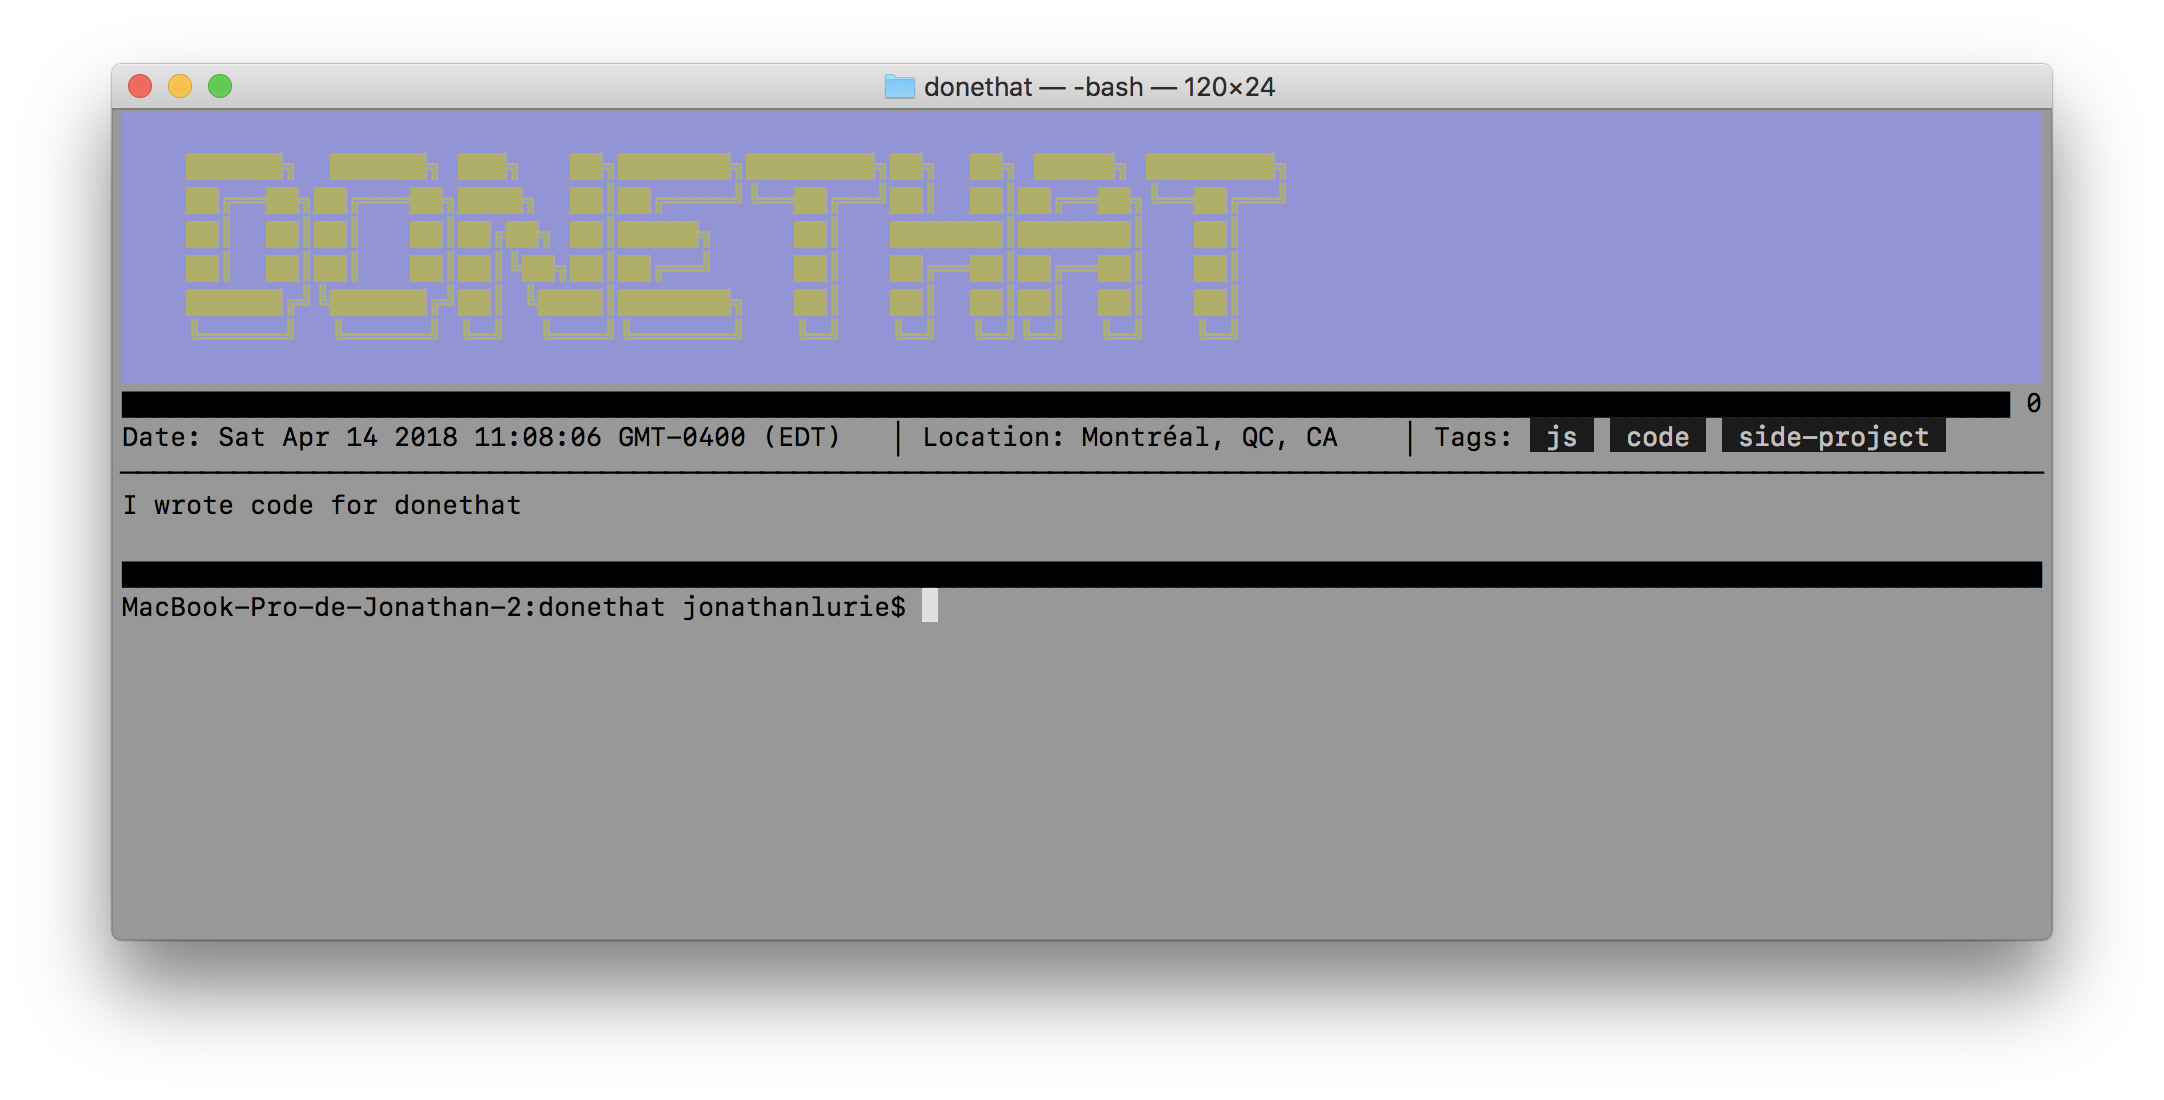 donethat — -bash — 120×24
DONETHAT
0
Date: Sat Apr 14 2018 11:08:06 GMT-0400 (EDT) │ Location: Montréal, QC, CA │ Tags: js code side-project
I wrote code for donethat
MacBook-Pro-de-Jonathan-2:donethat jonathanlurie$